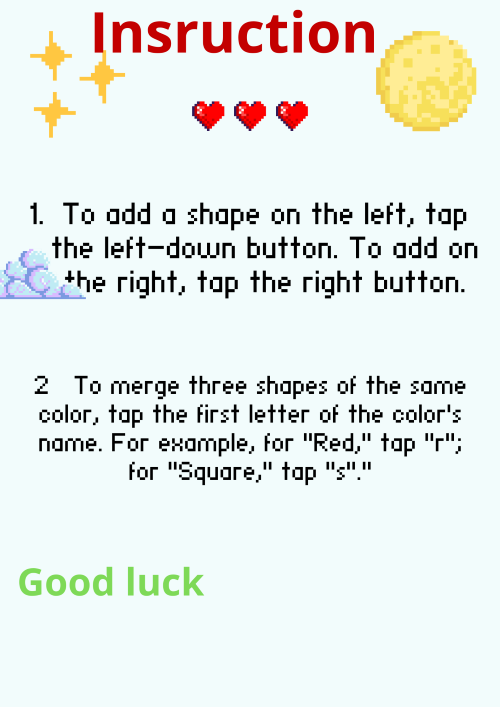 Insruction
1. To add a shape on the left, tap
the left-down button. To add on
the right, tap the right button.
2 To merge three shapes of the same
color, tap the first letter of the color's
name. For example, for "Red," tap "r";
for "Square," tap "s"."
Good luck